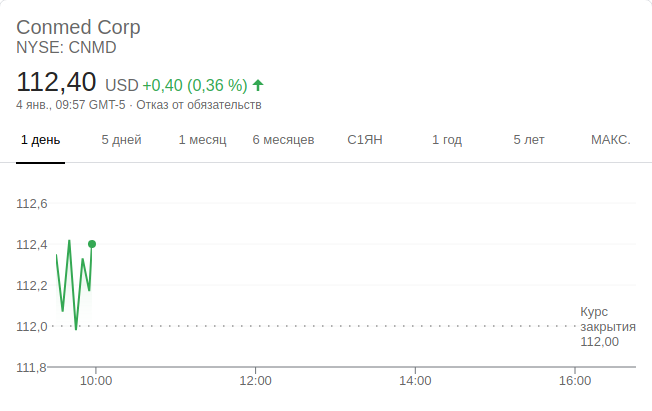 Conmed Corp
NYSE: CNMD
112,40 USD +0,40 (0,36 %)
4 янв., 09:57 GMT-5 · Отказ от обязательств
1 день 5 дней 1 месяц 6 месяцев С1ЯН 1 год 5 лет МАКС.
112,6
112,4
112,2
Курс
закрытия
112,00
112,0
111,8
10:00 12:00 14:00 16:00